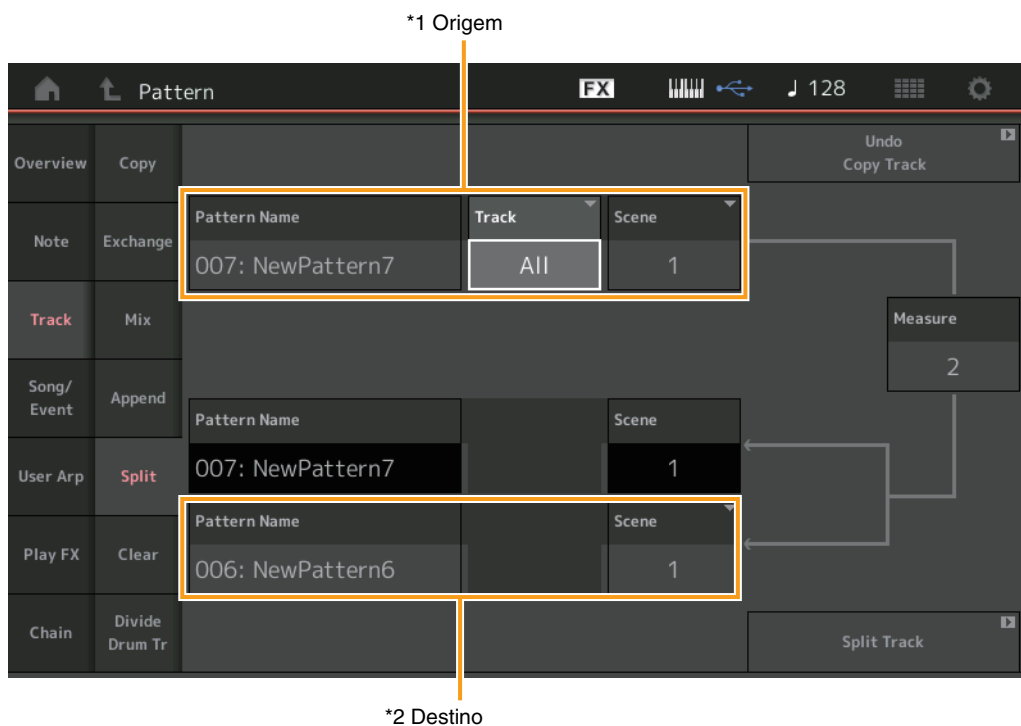 *1 Origem
Pattern
FX
128
Undo
Copy Track
Overview
Copy
Pattern Name
Track
Scene
007: NewPattern7
All
1
Note
Exchange
Track
Mix
Measure
2
Song/
Event
Append
Pattern Name
Scene
007: NewPattern7
1
User Arp
Split
Pattern Name
Scene
006: NewPattern6
1
Play FX
Clear
Chain
Divide
Drum Tr
Split Track
*2 Destino